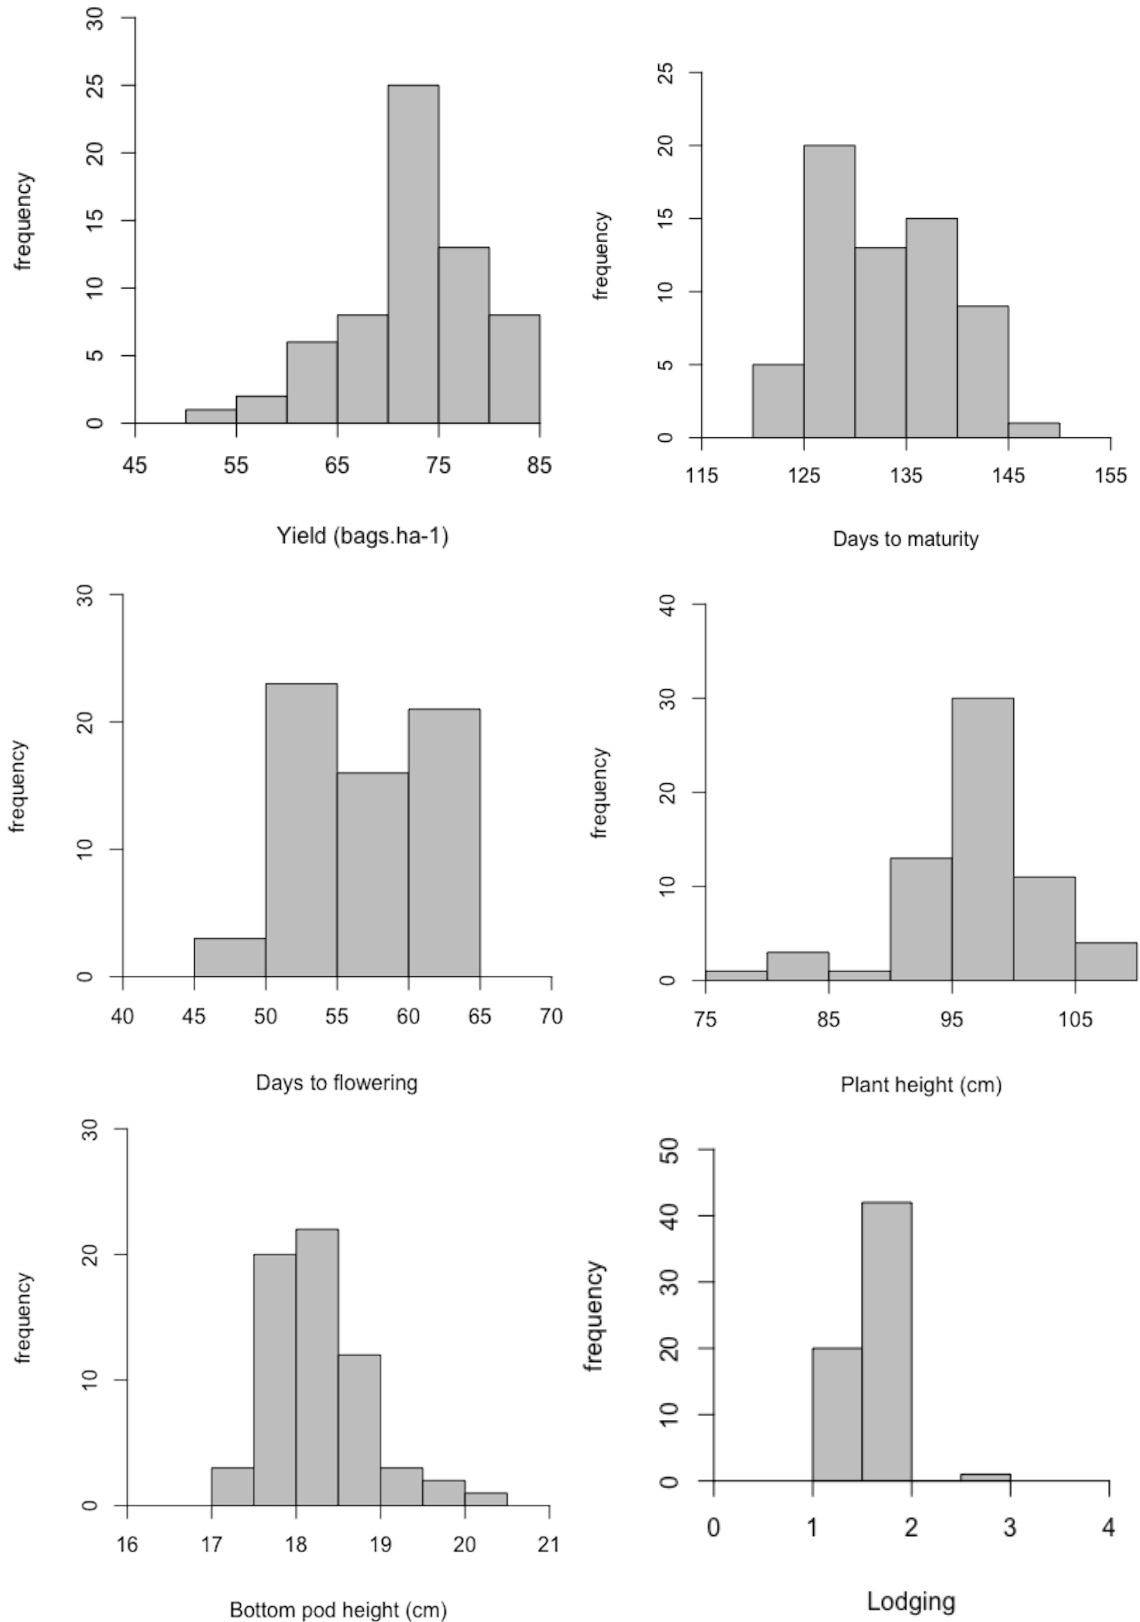 30
25
20
15
10
5
0
frequency
45 55 65 75 85
Yield (bags.ha-1)
25
20
15
10
5
0
frequency
115 125 135 145 155
Days to maturity
30
20
10
0
frequency
40 45 50 55 60 65 70
Days to flowering
40
30
20
10
0
frequency
75 85 95 105
Plant height (cm)
30
20
10
0
frequency
16 17 18 19 20 21
Bottom pod height (cm)
50
40
30
20
10
0
frequency
0 1 2 3 4
Lodging